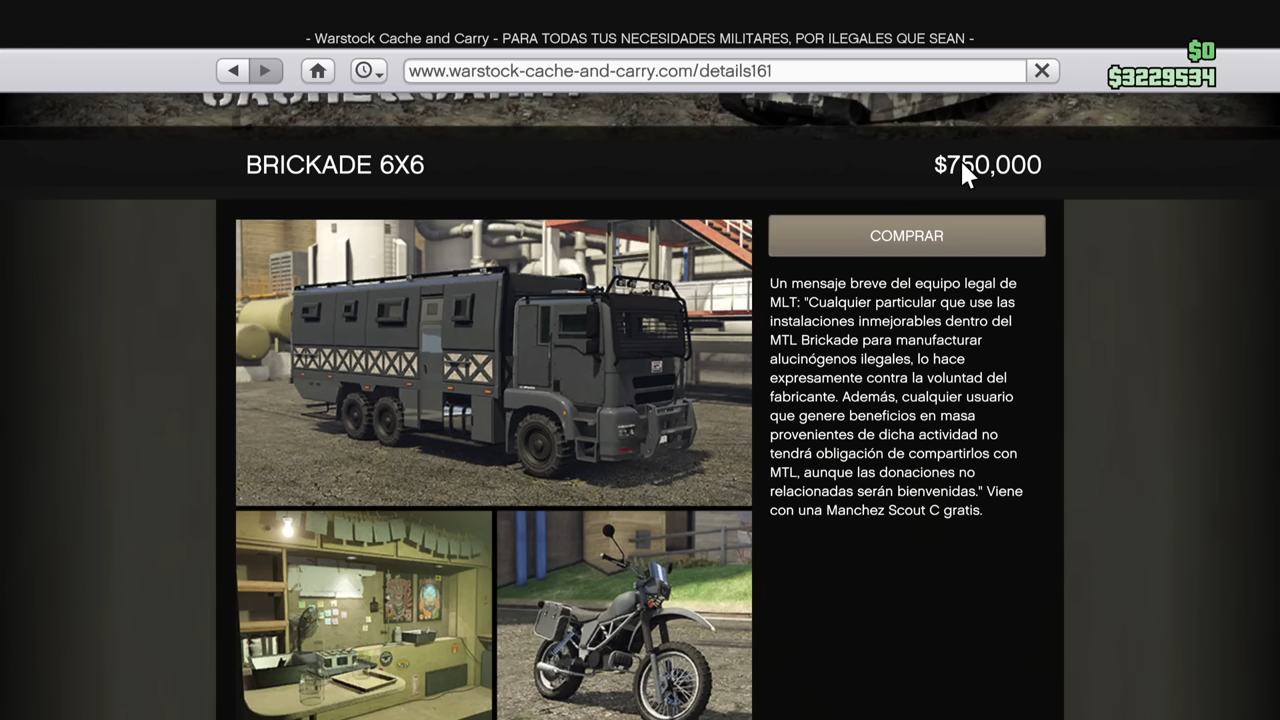 - Warstock Cache and Carry - PARA TODAS TUS NECESIDADES MILITARES, POR ILEGALES QUE SEAN -
$0
www.warstock-cache-and-carry.com/details161
$3229534
BRICKADE 6X6
$750,000
COMPRAR
Un mensaje breve del equipo legal de
MLT: "Cualquier particular que use las
instalaciones inmejorables dentro del
MTL Brickade para manufacturar
alucinógenos ilegales, lo hace
expresamente contra la voluntad del
fabricante. Además, cualquier usuario
que genere beneficios en masa
provenientes de dicha actividad no
tendrá obligación de compartirlos con
MTL, aunque las donaciones no
relacionadas serán bienvenidas." Viene
con una Manchez Scout C gratis.